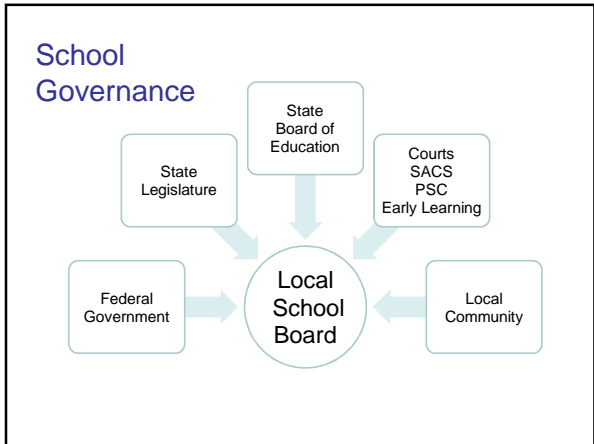 School
Governance
State
Board of
Education
State
Legislature
Courts
SACS
PSC
Early Learning
Federal
Government
Local
School
Board
Local
Community